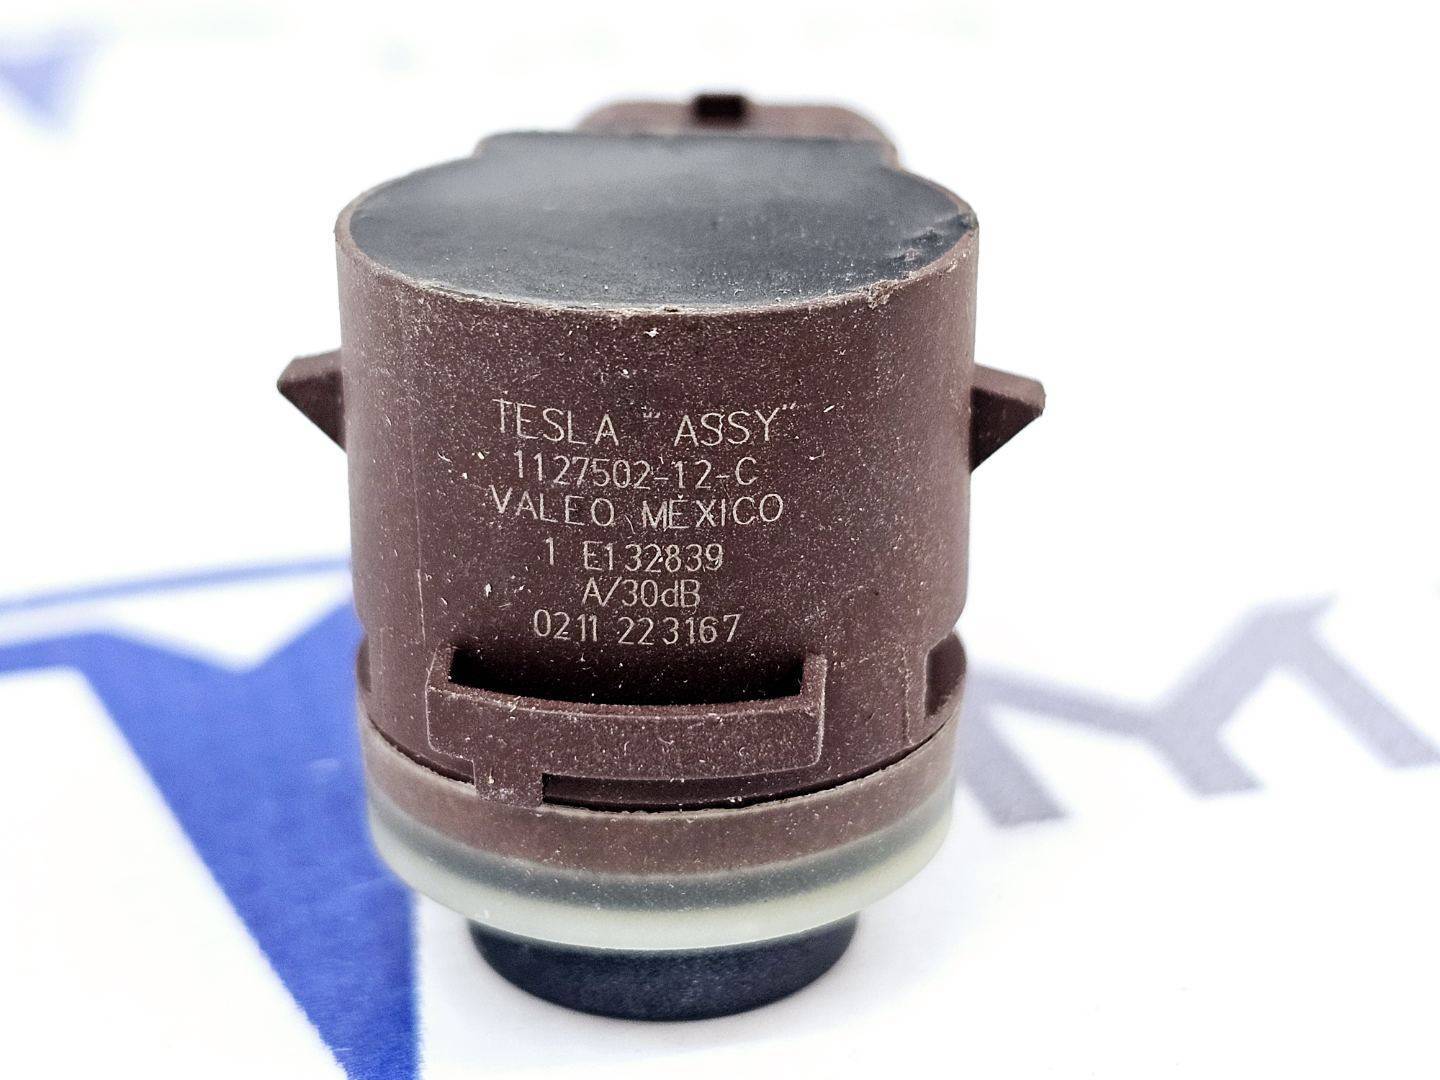 TESLA "ASSY"
1127502-12-C
VALEO MEXICO
1 E132839
A/30dB
0211 223167